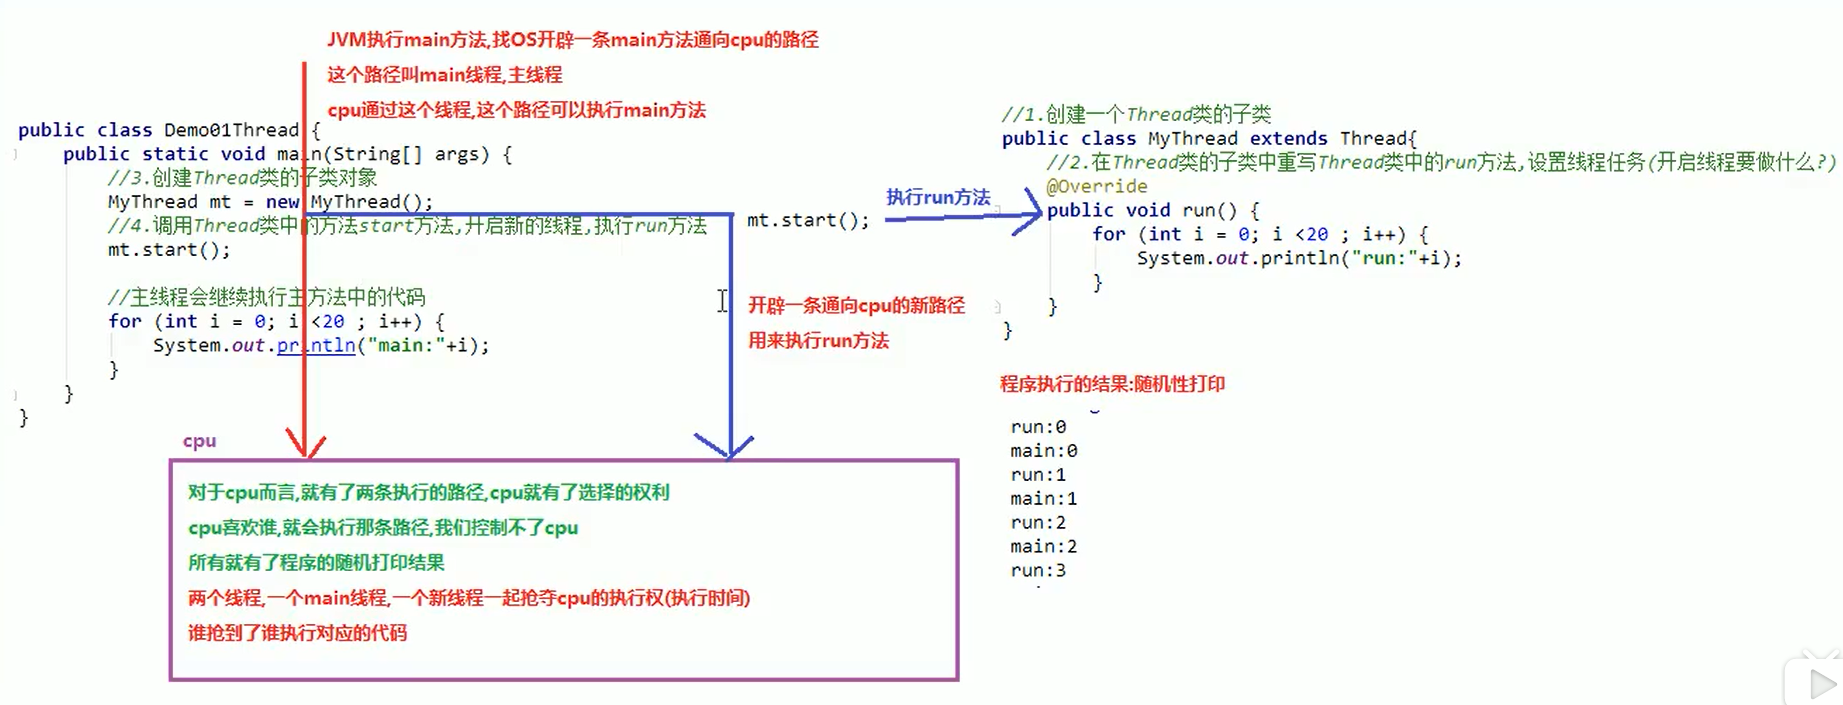 JVM执行main方法,找OS开辟一条main方法通向cpu的路径
这个路径叫main线程,主线程
cpu通过这个线程,这个路径可以执行main方法
public class Demo01Thread {
public static void main(String[] args) {
//3.创建Thread类的子类对象
MyThread mt = new MyThread();
//4.调用Thread类中的方法start方法,开启新的线程,执行run方法
mt.start();
//主线程会继续执行主方法中的代码
for (int i = 0; i <20 ; i++) {
System.out.println("main:"+i);
}
}
}
mt.start();
执行run方法
开辟一条通向cpu的新路径
用来执行run方法
//1.创建一个Thread类的子类
public class MyThread extends Thread{
//2.在Thread类的子类中重写Thread类中的run方法,设置线程任务(开启线程要做什么?)
@Override
public void run() {
for (int i = 0; i <20 ; i++) {
System.out.println("run:"+i);
}
}
}
程序执行的结果:随机性打印
run:0
main:0
run:1
main:1
run:2
main:2
run:3
cpu
对于cpu而言,就有了两条执行的路径,cpu就有了选择的权利
cpu喜欢谁,就会执行那条路径,我们控制不了cpu
所有就有了程序的随机打印结果
两个线程,一个main线程,一个新线程一起抢夺cpu的执行权(执行时间)
谁抢到了谁执行对应的代码